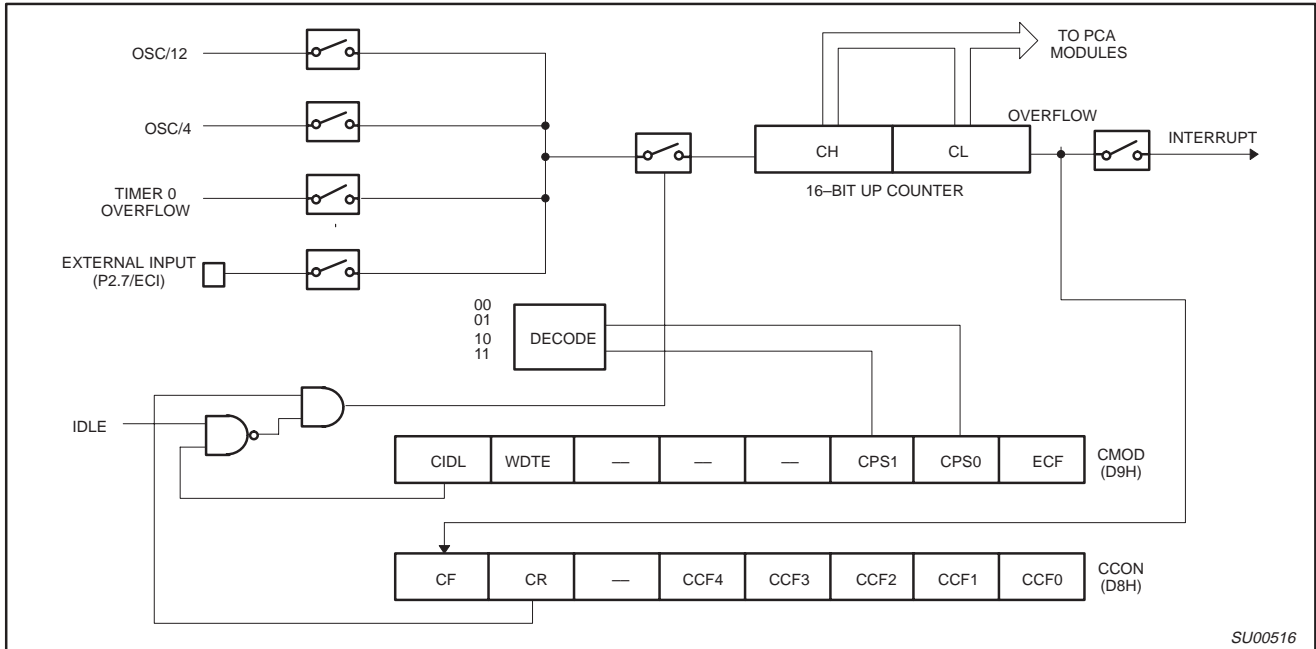 OSC/12
OSC/4
TIMER 0
OVERFLOW
EXTERNAL INPUT
(P2.7/ECI)
TO PCA
MODULES
OVERFLOW
CH
CL
INTERRUPT
16–BIT UP COUNTER
00
01
10
11
DECODE
IDLE
CIDL WDTE –– –– –– CPS1 CPS0 ECF
CMOD
(D9H)
CF CR –– CCF4 CCF3 CCF2 CCF1 CCF0
CCON
(D8H)
SU00516